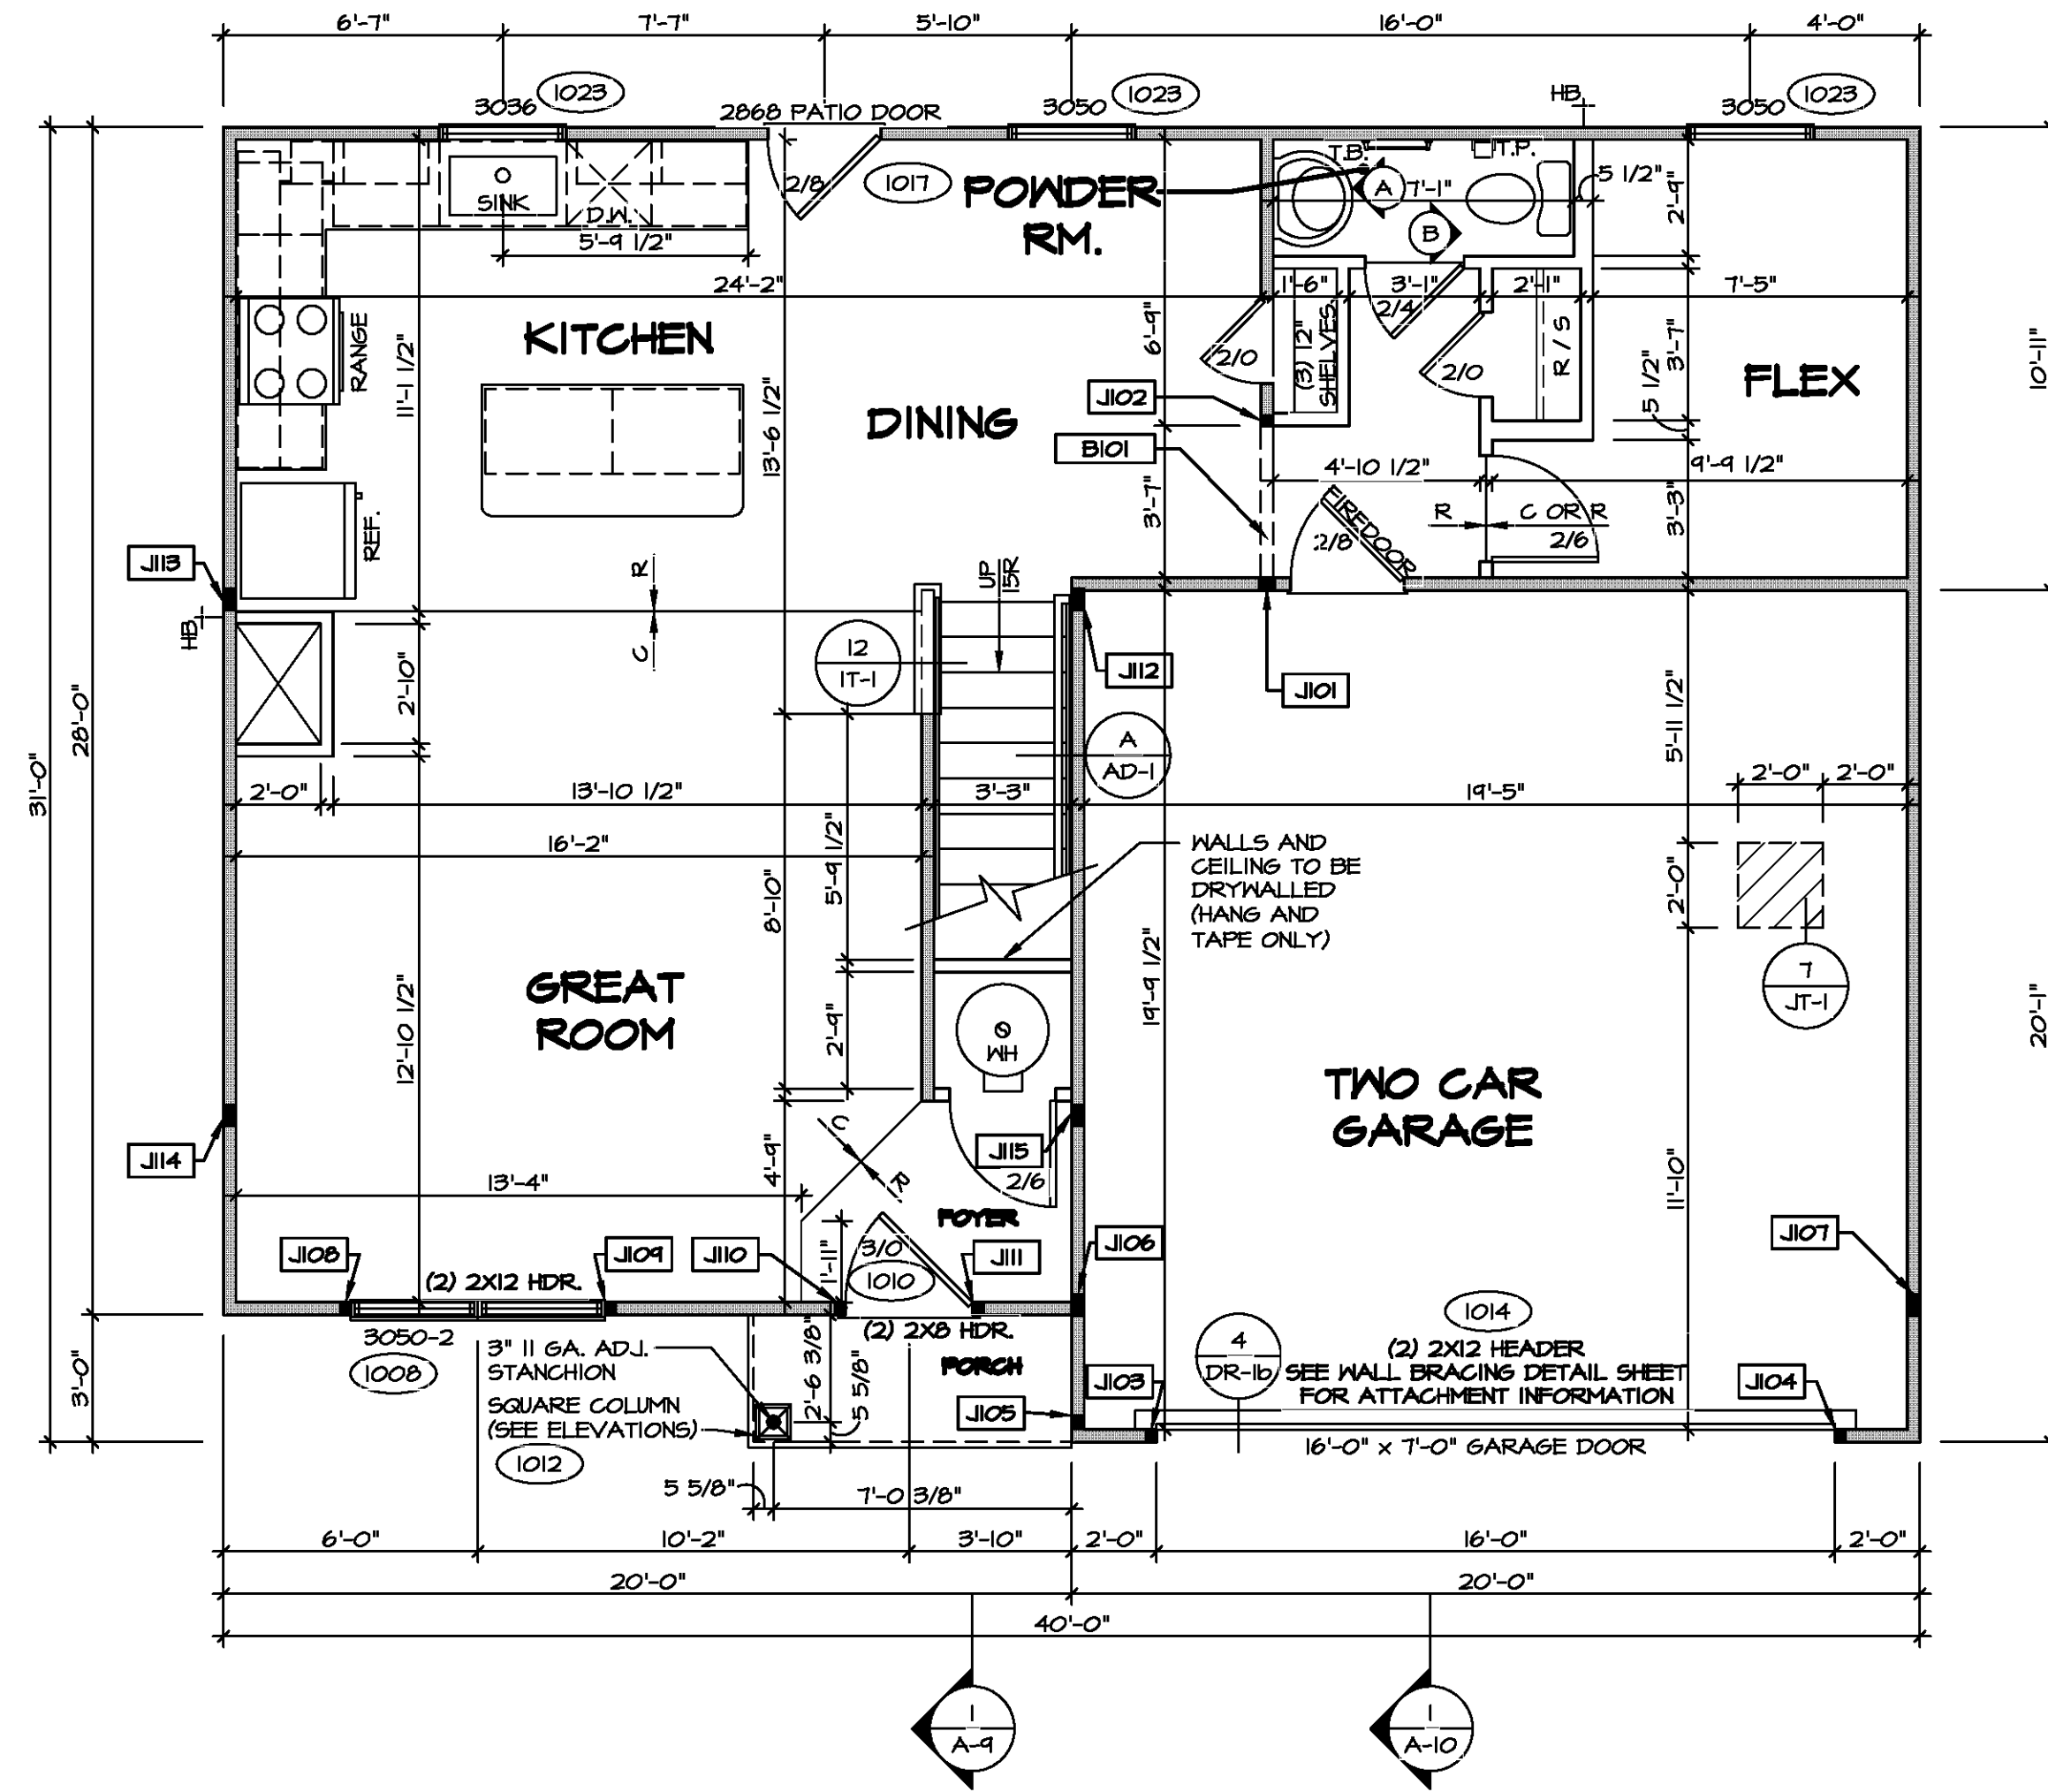 6'-7" 7'-7" 5'-10" 16'-0" 4'-0"
3036 1023 2868 PATIO DOOR 3050 1023 HB 3050 1023
T.B. T.P.
SINK D.W. 2/8 1017 POWDER RM. A 7'-1" 5 1/2" 2'-9"
B
5'-9 1/2"
24'-2" 1'-6" 3'-1" 2'-1" 7'-5"
2/4
RANGE KITCHEN 11'-1 1/2" 13'-6 1/2" 6'-9" 2/0 (3) 12" SHELVES 2/0 R / S 5 1/2" 3'-7" FLEX 10'-11"
DINING J102
B101 4'-10 1/2" 9'-9 1/2"
REF. 3'-7" FIREDOOR 2/8 R C OR R 2/6 3'-3"
J113 R UP 15R
HB C 12 1T-1 J112 J101
31'-0" 28'-0" 2'-10" A AD-1 5'-11 1/2"
2'-0" 13'-10 1/2" 3'-3" 19'-5" 2'-0" 2'-0"
16'-2" 5'-9 1/2" 8'-10" 2'-0"
WALLS AND
CEILING TO BE
DRYWALLED
(HANG AND
TAPE ONLY)
GREAT
ROOM
12'-10 1/2" 2'-9" WH 19'-9 1/2" 7 JT-1 20'-1"
TWO CAR
GARAGE
J114 4'-9" C R J115 2/6 11'-10"
13'-4" FOYER
J108 J109 J110 1'-11" 3/0 J111 J106 J107
(2) 2X12 HDR. 1010
3050-2 (2) 2X8 HDR. 1014
1008
3" 11 GA. ADJ.
STANCHION
SQUARE COLUMN
(SEE ELEVATIONS)
1012
2'-6 3/8" 5 5/8" PORCH
4 DR-1b
(2) 2X12 HEADER
SEE WALL BRACING DETAIL SHEET
FOR ATTACHMENT INFORMATION
3'-0" J105 J103 J104
16'-0" x 7'-0" GARAGE DOOR
5 5/8" 7'-0 3/8"
6'-0" 10'-2" 3'-10" 2'-0" 16'-0" 2'-0"
20'-0" 20'-0"
40'-0"
1 1
A-9 A-10